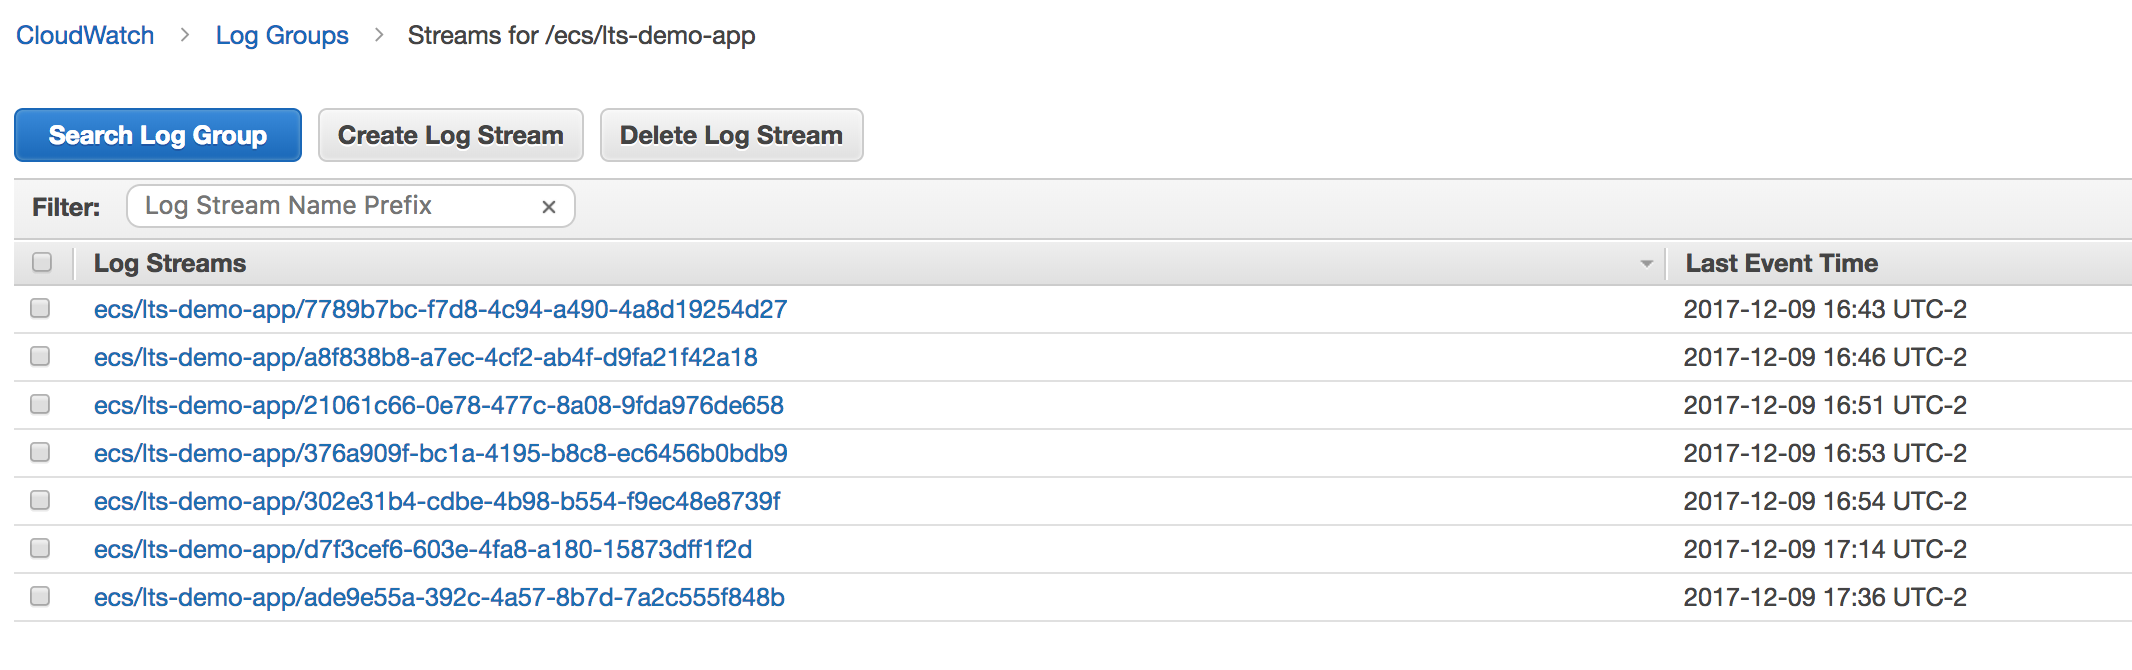 CloudWatch > Log Groups > Streams for /ecs/lts-demo-app
Search Log Group Create Log Stream Delete Log Stream
Filter: Log Stream Name Prefix ×
Log Streams Last Event Time
ecs/lts-demo-app/7789b7bc-f7d8-4c94-a490-4a8d19254d27 2017-12-09 16:43 UTC-2
ecs/lts-demo-app/a8f838b8-a7ec-4cf2-ab4f-d9fa21f42a18 2017-12-09 16:46 UTC-2
ecs/lts-demo-app/21061c66-0e78-477c-8a08-9fda976de658 2017-12-09 16:51 UTC-2
ecs/lts-demo-app/376a909f-bc1a-4195-b8c8-ec6456b0bdb9 2017-12-09 16:53 UTC-2
ecs/lts-demo-app/302e31b4-cdbe-4b98-b554-f9ec48e8739f 2017-12-09 16:54 UTC-2
ecs/lts-demo-app/d7f3cef6-603e-4fa8-a180-15873dff1f2d 2017-12-09 17:14 UTC-2
ecs/lts-demo-app/ade9e55a-392c-4a57-8b7d-7a2c555f848b 2017-12-09 17:36 UTC-2